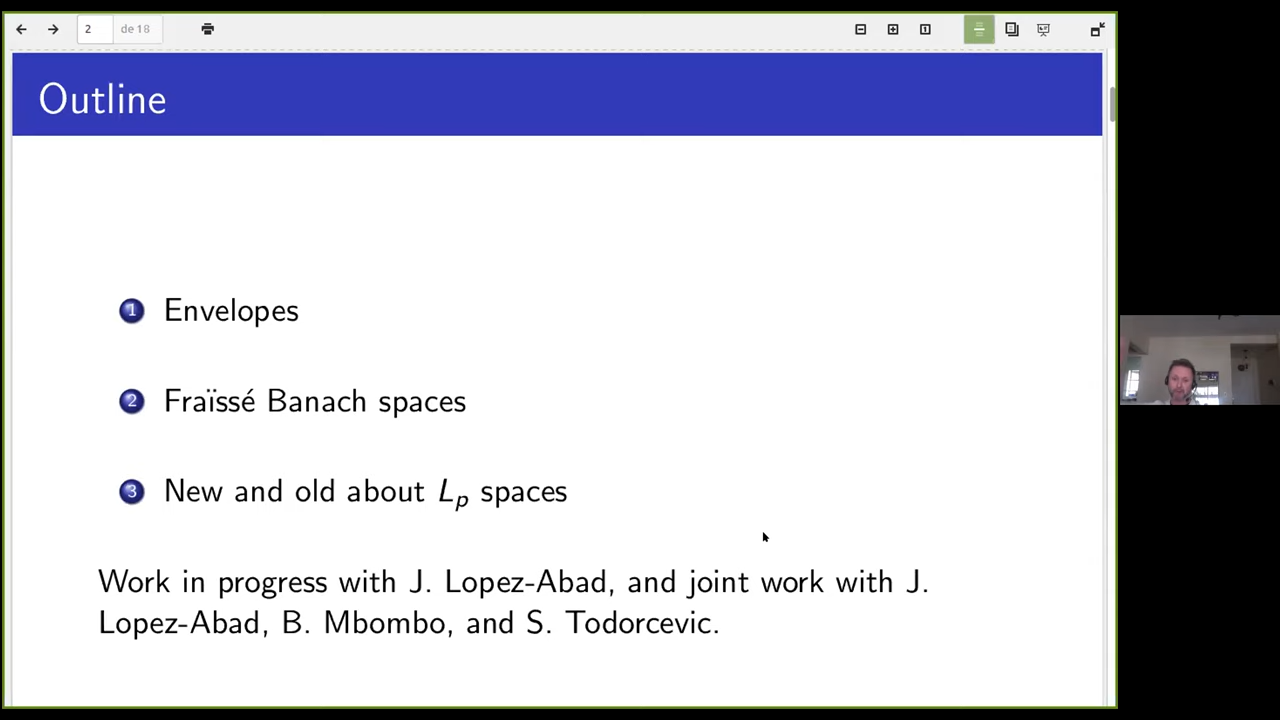 2 de 18
Outline
1 Envelopes
2 Fraïssé Banach spaces
3 New and old about Lp spaces
Work in progress with J. Lopez-Abad, and joint work with J.
Lopez-Abad, B. Mbombo, and S. Todorcevic.